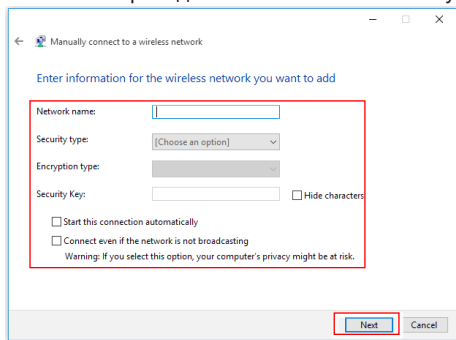 Manually connect to a wireless network
Enter information for the wireless network you want to add
Network name:
Security type: [Choose an option]
Encryption type:
Security Key: Hide characters
Start this connection automatically
Connect even if the network is not broadcasting
Warning: If you select this option, your computer's privacy might be at risk.
Next Cancel